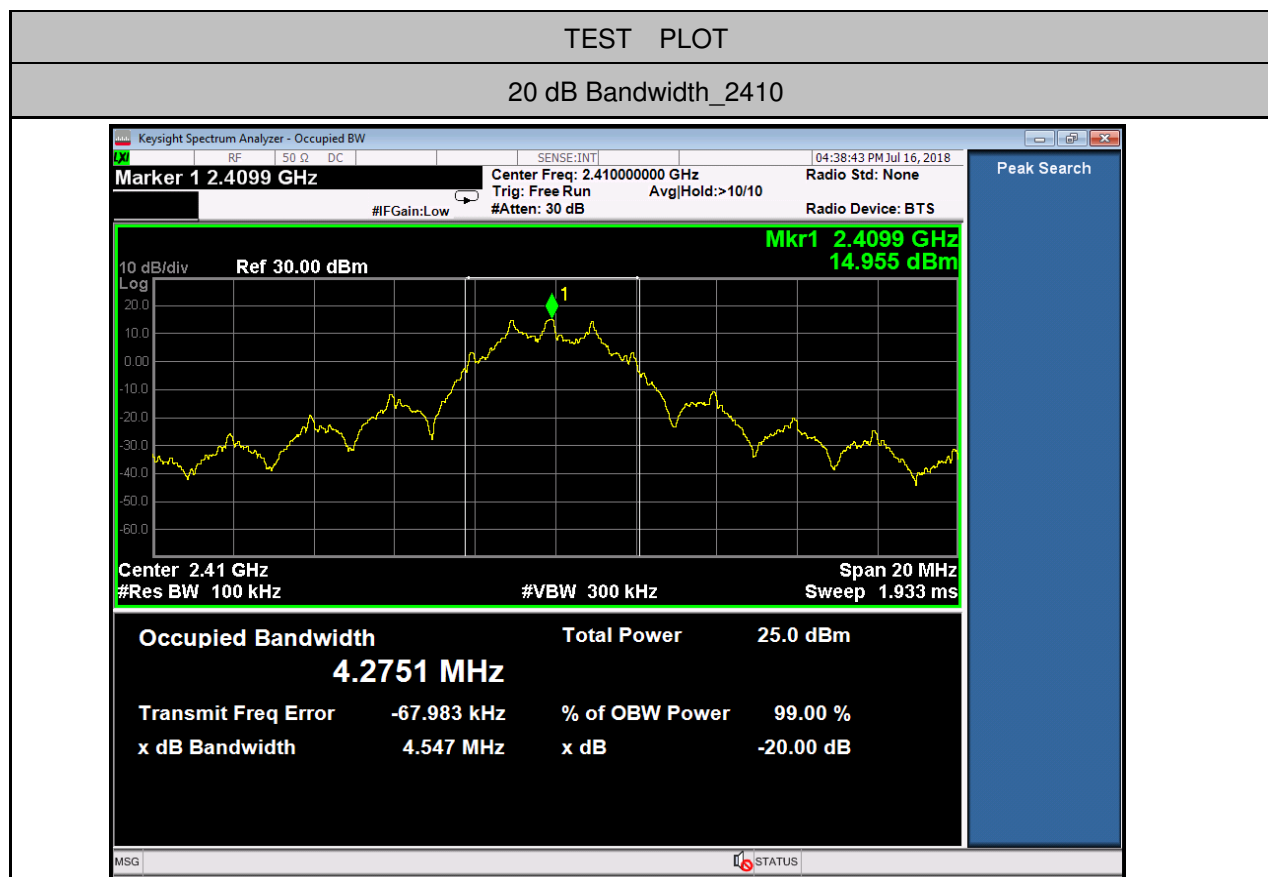 TEST PLOT
20 dB Bandwidth_2410
Keysight Spectrum Analyzer - Occupied BW
LXI RF 50 Ω DC SENSE:INT 04:38:43 PM Jul 16, 2018
Marker 1 2.4099 GHz
Center Freq: 2.410000000 GHz Radio Std: None
Trig: Free Run Avg|Hold:>10/10
#IFGain:Low #Atten: 30 dB Radio Device: BTS
Peak Search
Mkr1 2.4099 GHz
14.955 dBm
10 dB/div Ref 30.00 dBm
Log
1
20.0
10.0
0.00
-10.0
-20.0
-30.0
-40.0
-50.0
-60.0
Center 2.41 GHz Span 20 MHz
#Res BW 100 kHz #VBW 300 kHz Sweep 1.933 ms
Occupied Bandwidth Total Power 25.0 dBm
4.2751 MHz
Transmit Freq Error -67.983 kHz % of OBW Power 99.00 %
x dB Bandwidth 4.547 MHz x dB -20.00 dB
MSG STATUS